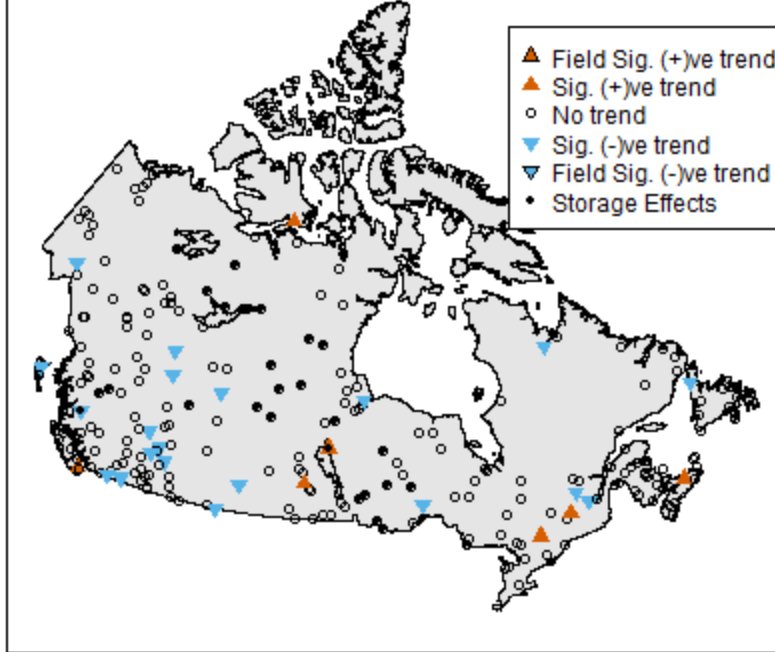 Field Sig. (+)ve trend
Sig. (+)ve trend
No trend
Sig. (-)ve trend
Field Sig. (-)ve trend
Storage Effects